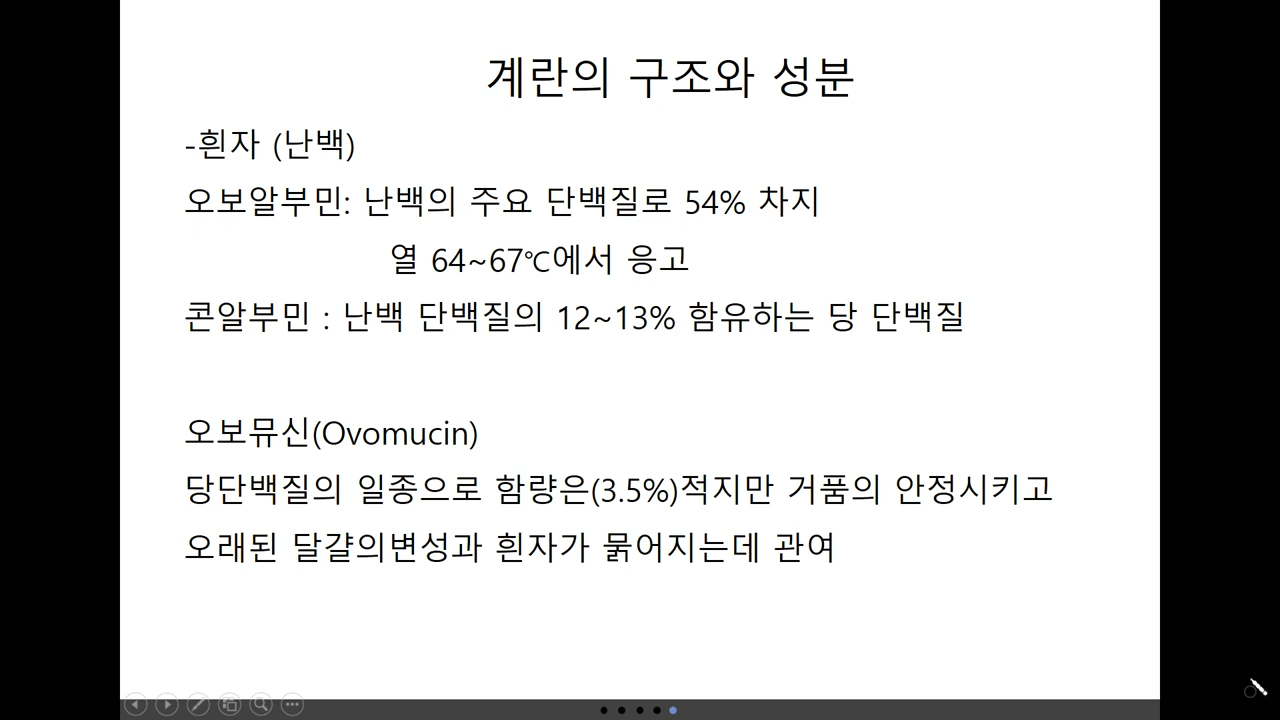 계란의 구조와 성분
-흰자 (난백)
오보알부민: 난백의 주요 단백질로 54% 차지
열 64~67℃에서 응고
콘알부민 : 난백 단백질의 12~13% 함유하는 당 단백질
오보뮤신(Ovomucin)
당단백질의 일종으로 함량은(3.5%)적지만 거품의 안정시키고
오래된 달걀의변성과 흰자가 묽어지는데 관여